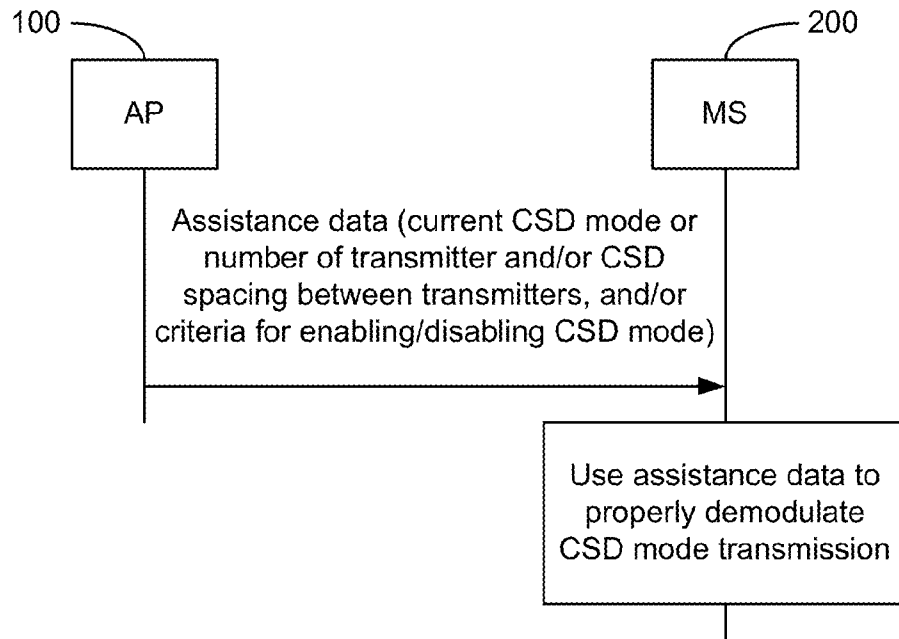 100
200
AP
MS
Assistance data (current CSD mode or
number of transmitter and/or CSD
spacing between transmitters, and/or
criteria for enabling/disabling CSD mode)
Use assistance data to
properly demodulate
CSD mode transmission